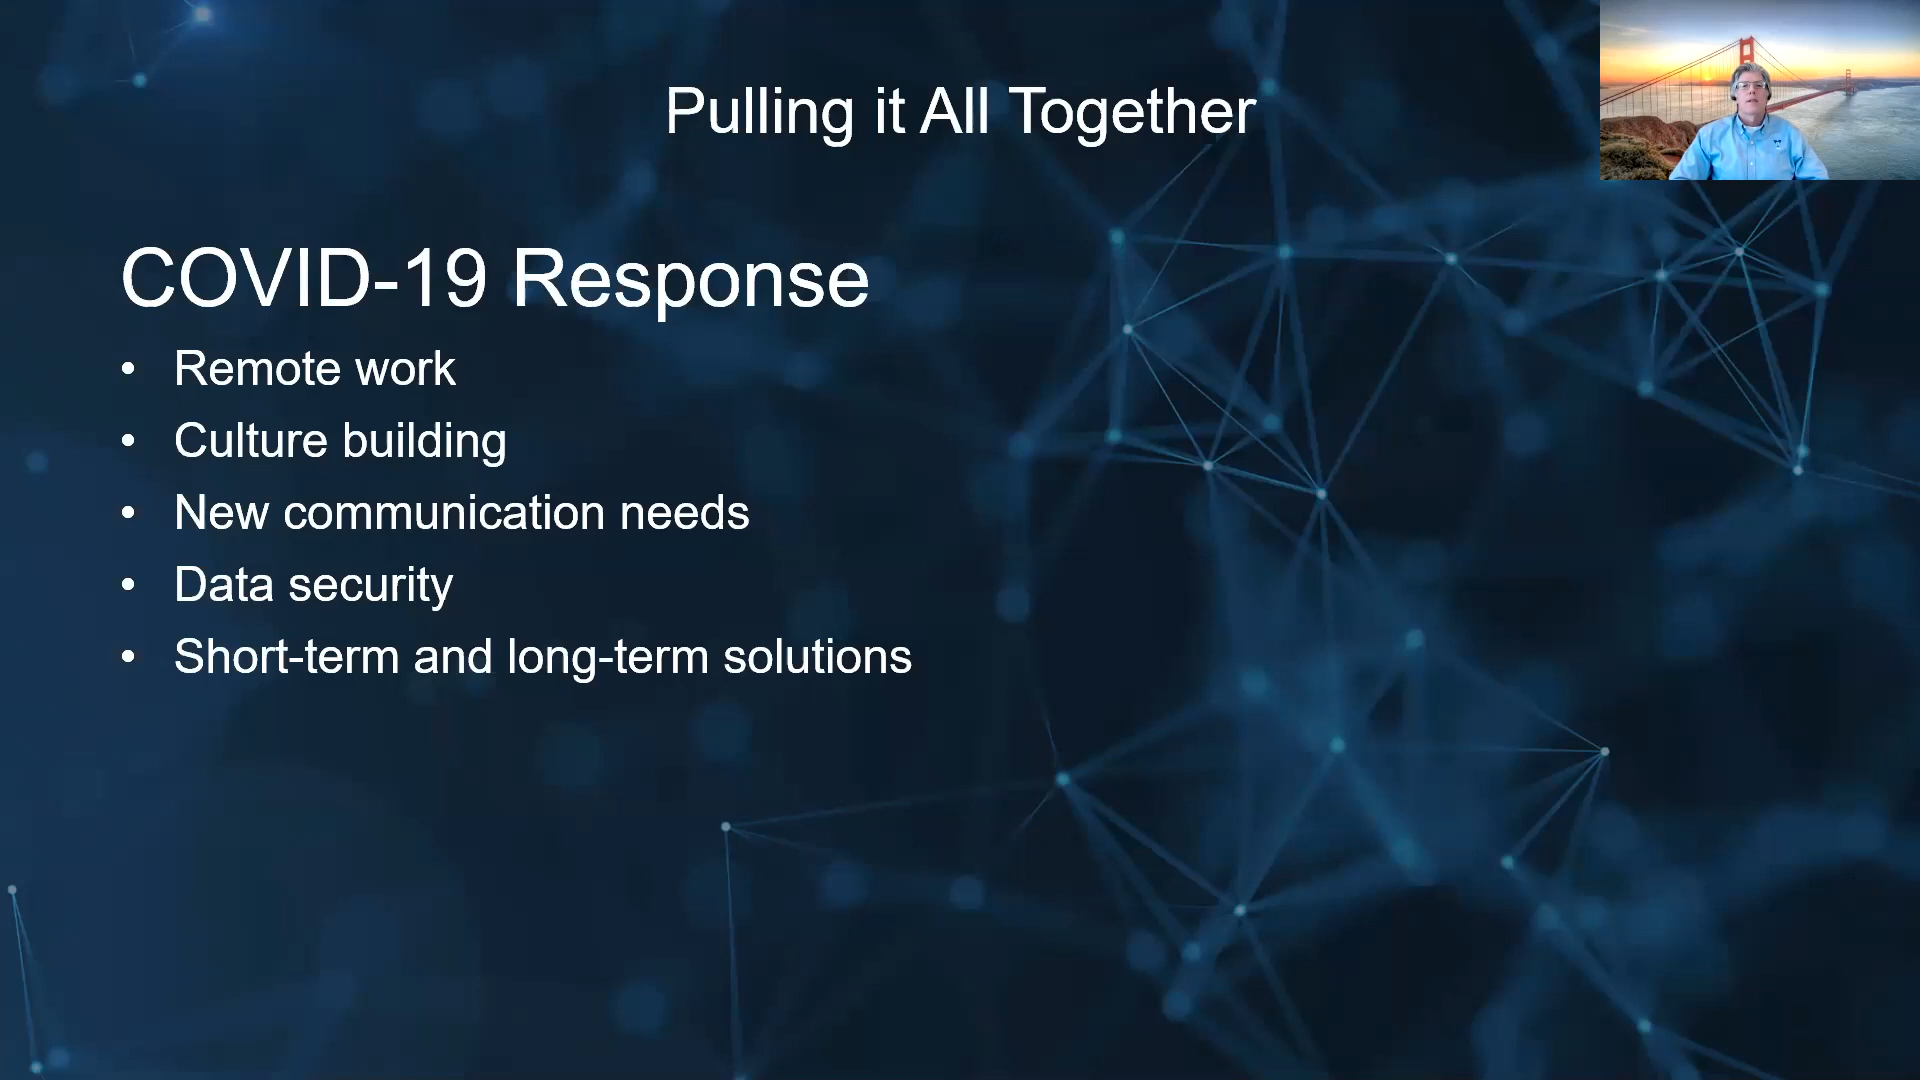 Pulling it All Together
COVID-19 Response
• Remote work
• Culture building
• New communication needs
• Data security
• Short-term and long-term solutions